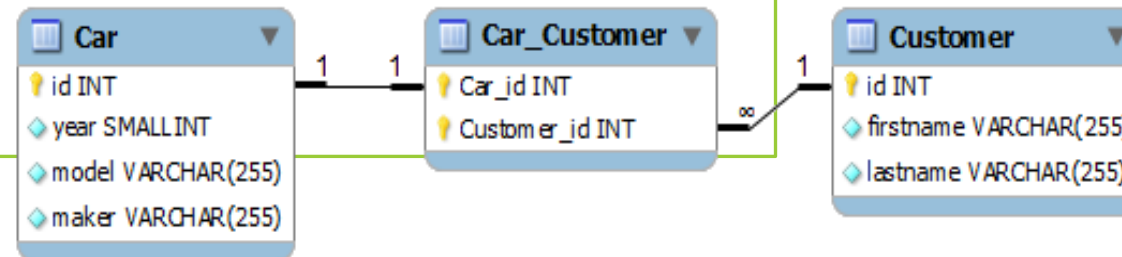 Car
id INT
year SMALLINT
model VARCHAR(255)
maker VARCHAR(255)
1
1
Car_Customer
Car_id INT
Customer_id INT
∞
1
Customer
id INT
firstname VARCHAR(255)
lastname VARCHAR(255)